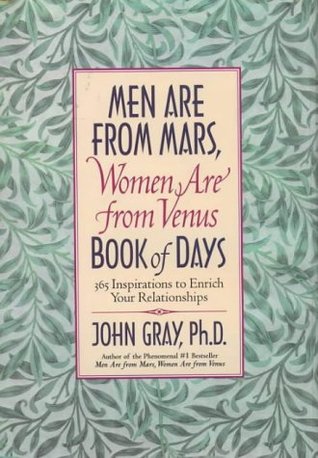 MEN ARE
FROM MARS,
Women Are
from Venus
BOOK of DAYS
365 Inspirations to Enrich
Your Relationships
JOHN GRAY, Ph.D.
Author of the Phenomenal #1 Bestseller
Men Are from Mars, Women Are from Venus